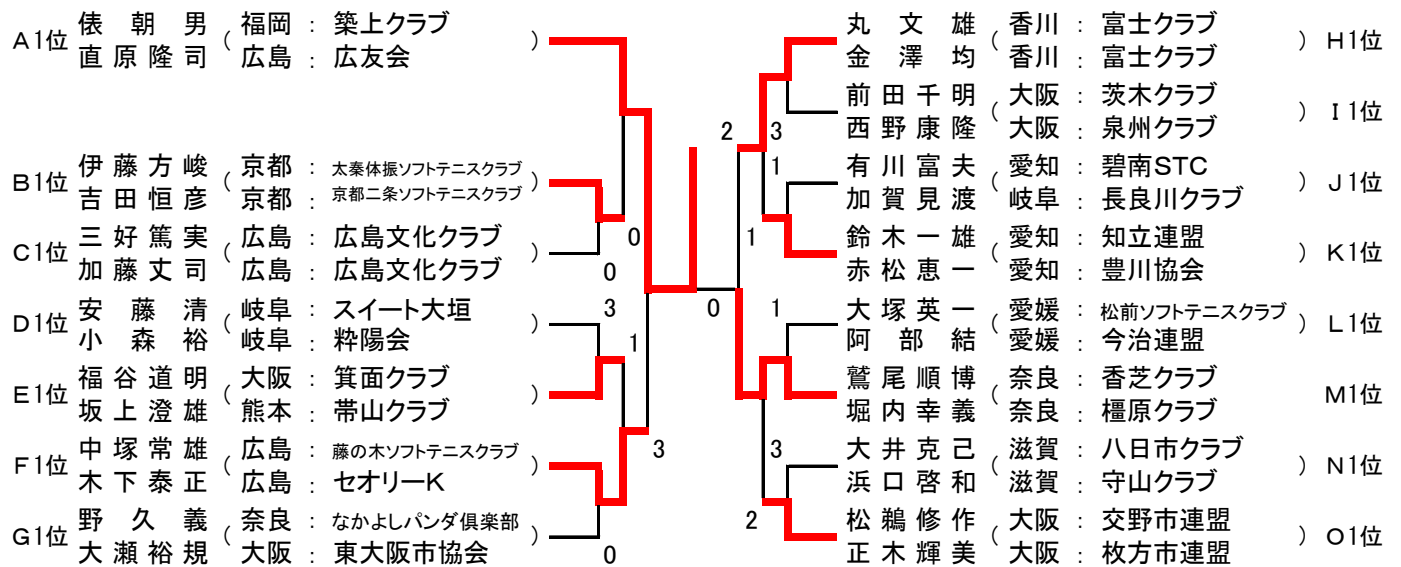 A1位 俵朝男 ( 福岡 : 築上クラブ )
直原隆司 広島 : 広友会
B1位 伊藤方峻 ( 京都 : 太秦体振ソフトテニスクラブ )
吉田恒彦 京都 : 京都二条ソフトテニスクラブ
C1位 三好篤実 ( 広島 : 広島文化クラブ )
加藤丈司 広島 : 広島文化クラブ
D1位 安藤清 ( 岐阜 : スイート大垣 )
小森裕 岐阜 : 粋陽会
E1位 福谷道明 ( 大阪 : 箕面クラブ )
坂上澄雄 熊本 : 帯山クラブ
F1位 中塚常雄 ( 広島 : 藤の木ソフトテニスクラブ )
木下泰正 広島 : セオリーK
G1位 野久義 ( 奈良 : なかよしパンダ倶楽部 )
大瀬裕規 大阪 : 東大阪市協会
0
0
3
1
3
0
2
3
1
1
0
1
3
2
丸文雄 ( 香川 : 富士クラブ ) H1位
金澤均 香川 : 富士クラブ
前田千明 ( 大阪 : 茨木クラブ ) I1位
西野康隆 大阪 : 泉州クラブ
有川富夫 ( 愛知 : 碧南STC ) J1位
加賀見渡 岐阜 : 長良川クラブ
鈴木一雄 ( 愛知 : 知立連盟 ) K1位
赤松恵一 愛知 : 豊川協会
大塚英一 ( 愛媛 : 松前ソフトテニスクラブ ) L1位
阿部結 愛媛 : 今治連盟
鷲尾順博 ( 奈良 : 香芝クラブ M1位
堀内幸義 奈良 : 橿原クラブ
大井克己 ( 滋賀 : 八日市クラブ ) N1位
浜口啓和 滋賀 : 守山クラブ
松鵜修作 ( 大阪 : 交野市連盟 ) O1位
正木輝美 大阪 : 枚方市連盟